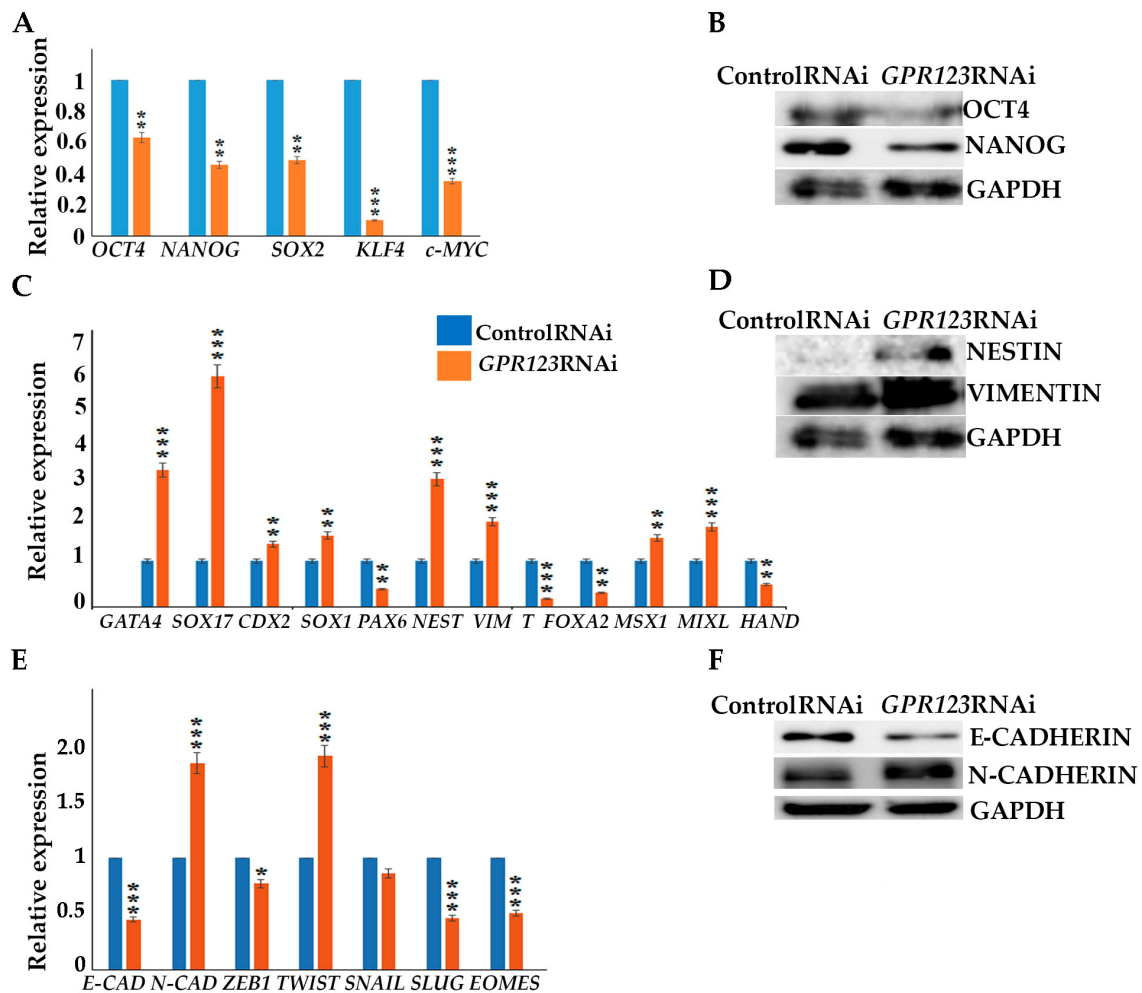 A
Relative expression
1
0.8
0.6
0.4
0.2
0
**
**
**
***
***
OCT4 NANOG SOX2 KLF4 c-MYC
B
ControlRNAi GPR123RNAi
OCT4
NANOG
GAPDH
C
Relative expression
7
6
5
4
3
2
1
0
ControlRNAi
GPR123RNAi
***
***
**
**
**
***
***
***
**
**
***
**
GATA4 SOX17 CDX2 SOX1 PAX6 NEST VIM T FOXA2 MSX1 MIXL HAND
D
ControlRNAi GPR123RNAi
NESTIN
VIMENTIN
GAPDH
E
Relative expression
2.0
1.5
1
0.5
0
***
***
*
***
***
***
E-CAD N-CAD ZEB1 TWIST SNAIL SLUG EOMES
F
ControlRNAi GPR123RNAi
E-CADHERIN
N-CADHERIN
GAPDH